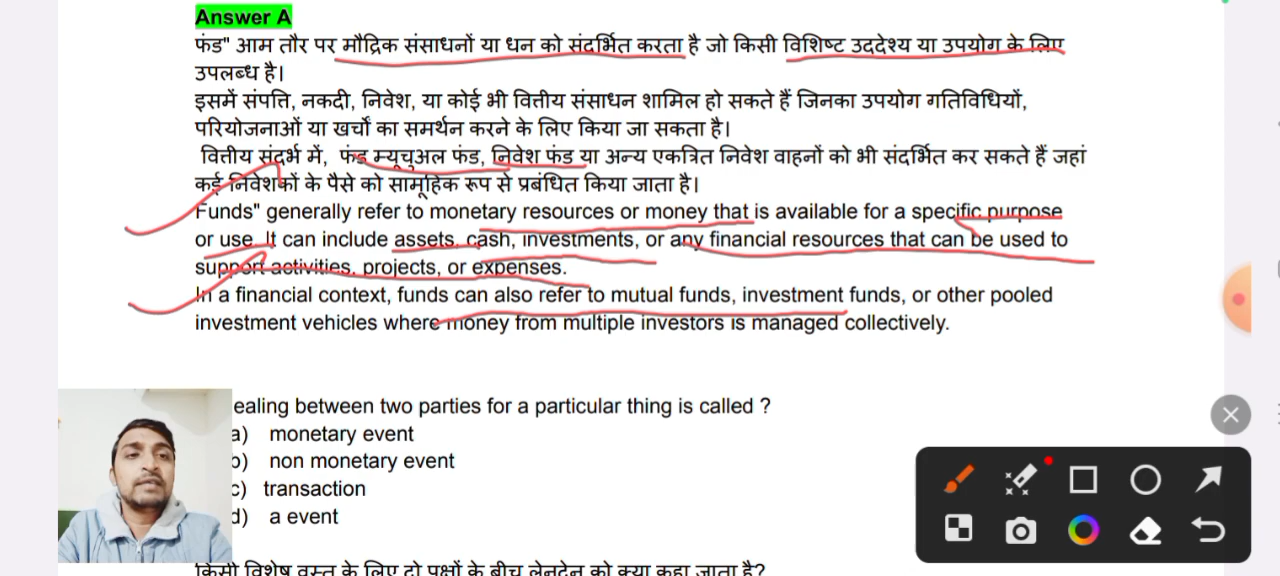 Answer A
फंड" आम तौर पर मौद्रिक संसाधनों या धन को संदर्भित करता है जो किसी विशिष्ट उद्देश्य या उपयोग के लिए
उपलब्ध है।
इसमें संपत्ति, नकदी, निवेश, या कोई भी वित्तीय संसाधन शामिल हो सकते हैं जिनका उपयोग गतिविधियों,
परियोजनाओं या खर्चों का समर्थन करने के लिए किया जा सकता है।
वित्तीय संदर्भ में, फंड म्यूचुअल फंड, निवेश फंड या अन्य एकत्रित निवेश वाहनों को भी संदर्भित कर सकते हैं जहां
कई निवेशकों के पैसे को सामूहिक रूप से प्रबंधित किया जाता है।
Funds" generally refer to monetary resources or money that is available for a specific purpose
or use. It can include assets, cash, investments, or any financial resources that can be used to
support activities, projects, or expenses.
In a financial context, funds can also refer to mutual funds, investment funds, or other pooled
investment vehicles where money from multiple investors is managed collectively.
ealing between two parties for a particular thing is called ?
a) monetary event
b) non monetary event
c) transaction
d) a event
किसी विशेष वस्तु के लिए दो पक्षों के बीच लेनदेन को क्या कहा जाता है?